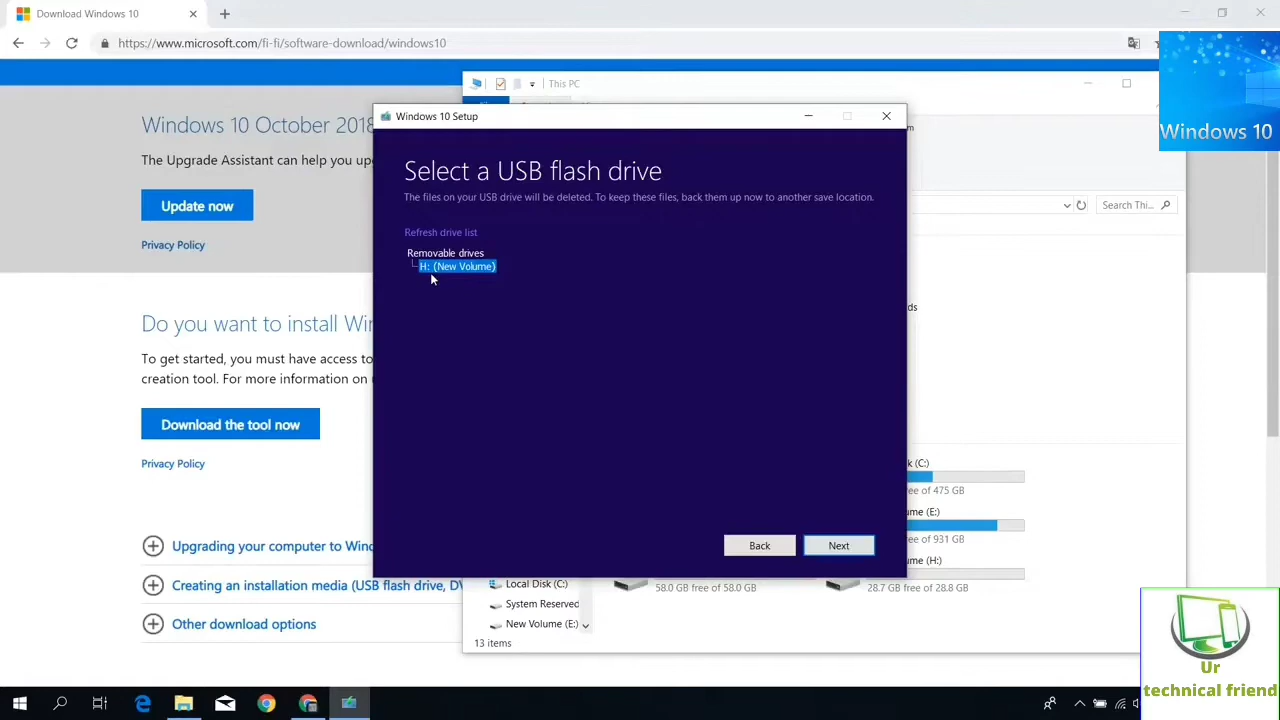 Download Windows 10
https://www.microsoft.com/fi-fi/software-download/windows10
This PC
Windows 10 October 2018
The Upgrade Assistant can help you
Update now
Privacy Policy
Do you want to install
To get started, you must have access to
creation tool. For more information on
Download the tool now
Privacy Policy
Upgrading your computer to
Creating an installation media (USB flash drive,
Other download options
Windows 10 Setup
Select a USB flash drive
The files on your USB drive will be deleted. To keep these files, back them up now to another save location.
Refresh drive list
Removable drives
H: (New Volume)
Back
Next
Search Thi...
(C:)
free of 475 GB
(E:)
free of 931 GB
(H:)
28.7 GB free of 28.8 GB
58.0 GB free of 58.0 GB
Local Disk (C:)
System Reserved
New Volume (E:)
13 items
Windows 10
Ur
technical friend